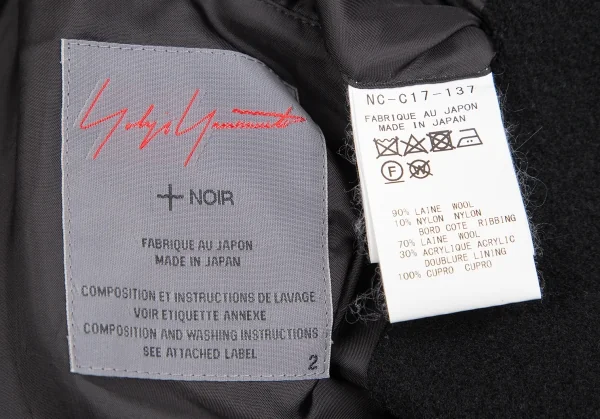 Yohji Yamamoto
+ NOIR
FABRIQUE AU JAPON
MADE IN JAPAN
COMPOSITION ET INSTRUCTIONS DE LAVAGE
VOIR ETIQUETTE ANNEXE
COMPOSITION AND WASHING INSTRUCTIONS
SEE ATTACHED LABEL
2
NC-C17-137
FABRIQUE AU JAPON
MADE IN JAPAN
F W
90% LAINE WOOL
10% NYLON NYLON
BORD COTE RIBBING
70% LAINE WOOL
30% ACRYLIQUE ACRYLIC
DOUBLURE LINING
100% CUPRO CUPRO